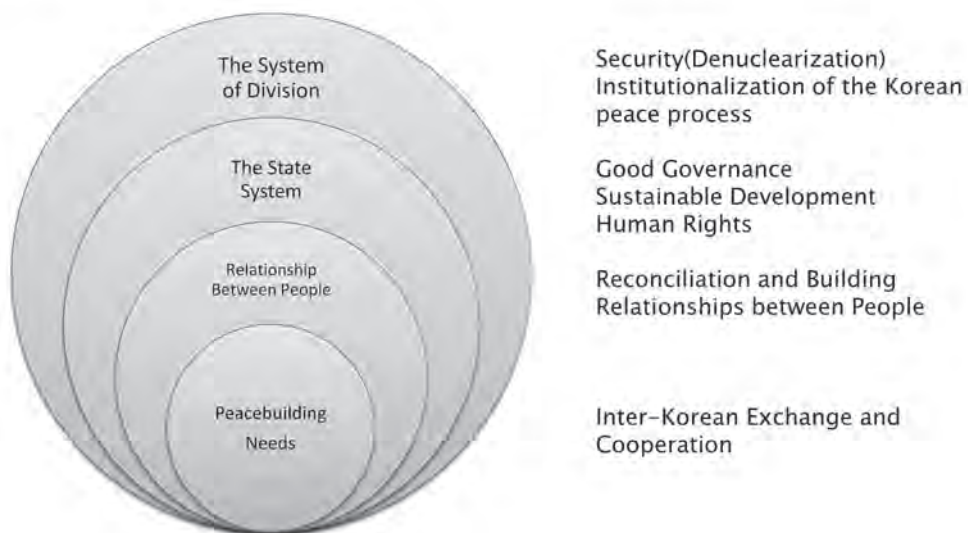 The System
of Division
Security(Denuclearization)
Institutionalization of the Korean
peace process
The State
System
Good Governance
Sustainable Development
Human Rights
Relationship
Between People
Reconciliation and Building
Relationships between People
Peacebuilding
Needs
Inter-Korean Exchange and
Cooperation